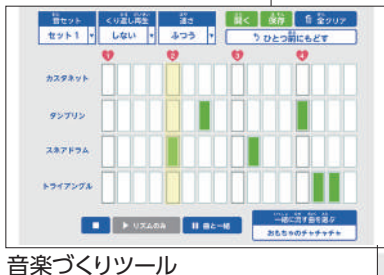 音セット くり返し再生 速さ 開く 保存 全クリア
セット1 しない ふつう ひとつ前にもどす
1 2 3 4
カスタネット
タンブリン
スネアドラム
トライアングル
リズムのみ 曲と一緒 一緒に流す曲を選ぶ
おもちゃのチャチャチャ
音楽づくりツール